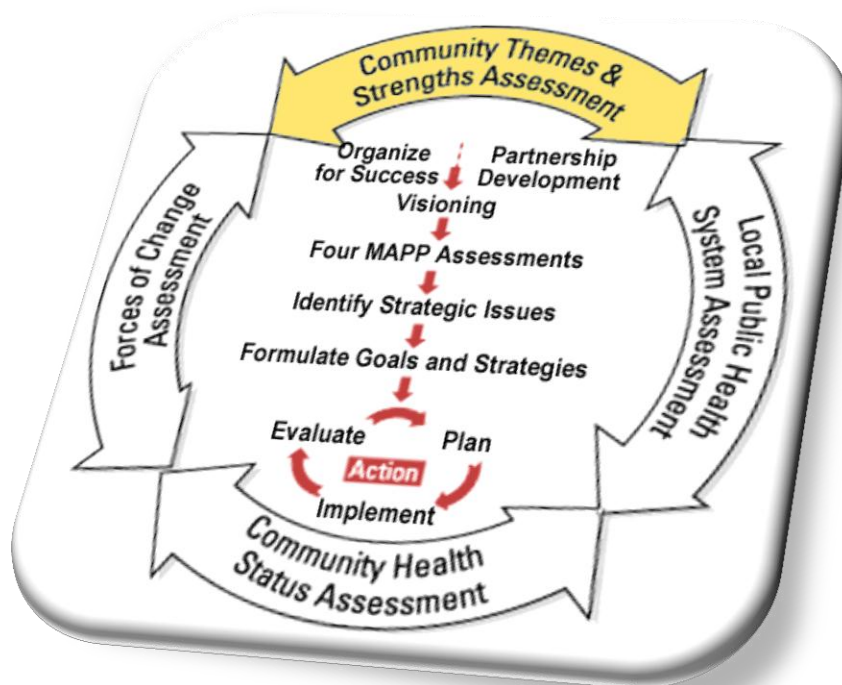 Community Themes &
Strengths Assessment
Organize
for Success
Partnership
Development
Visioning
Four MAPP Assessments
Identify Strategic Issues
Formulate Goals and Strategies
Evaluate
Plan
Action
Implement
Forces of Change
Assessment
Local Public Health
System Assessment
Community Health
Status Assessment